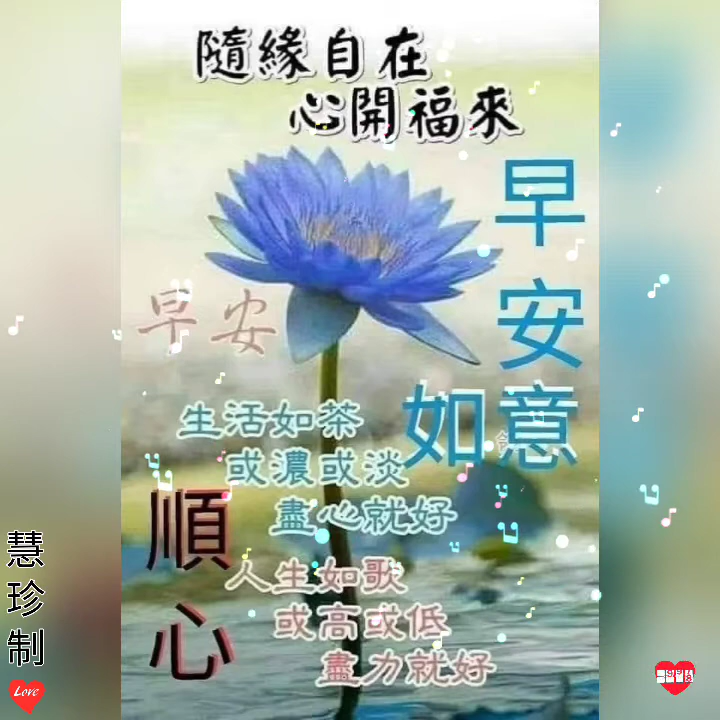 隨緣自在
心開福來
早安
如意
早安
生活如茶
或濃或淡
盡心就好
順心
人生如歌
或高或低
盡力就好
慧珍制
Love